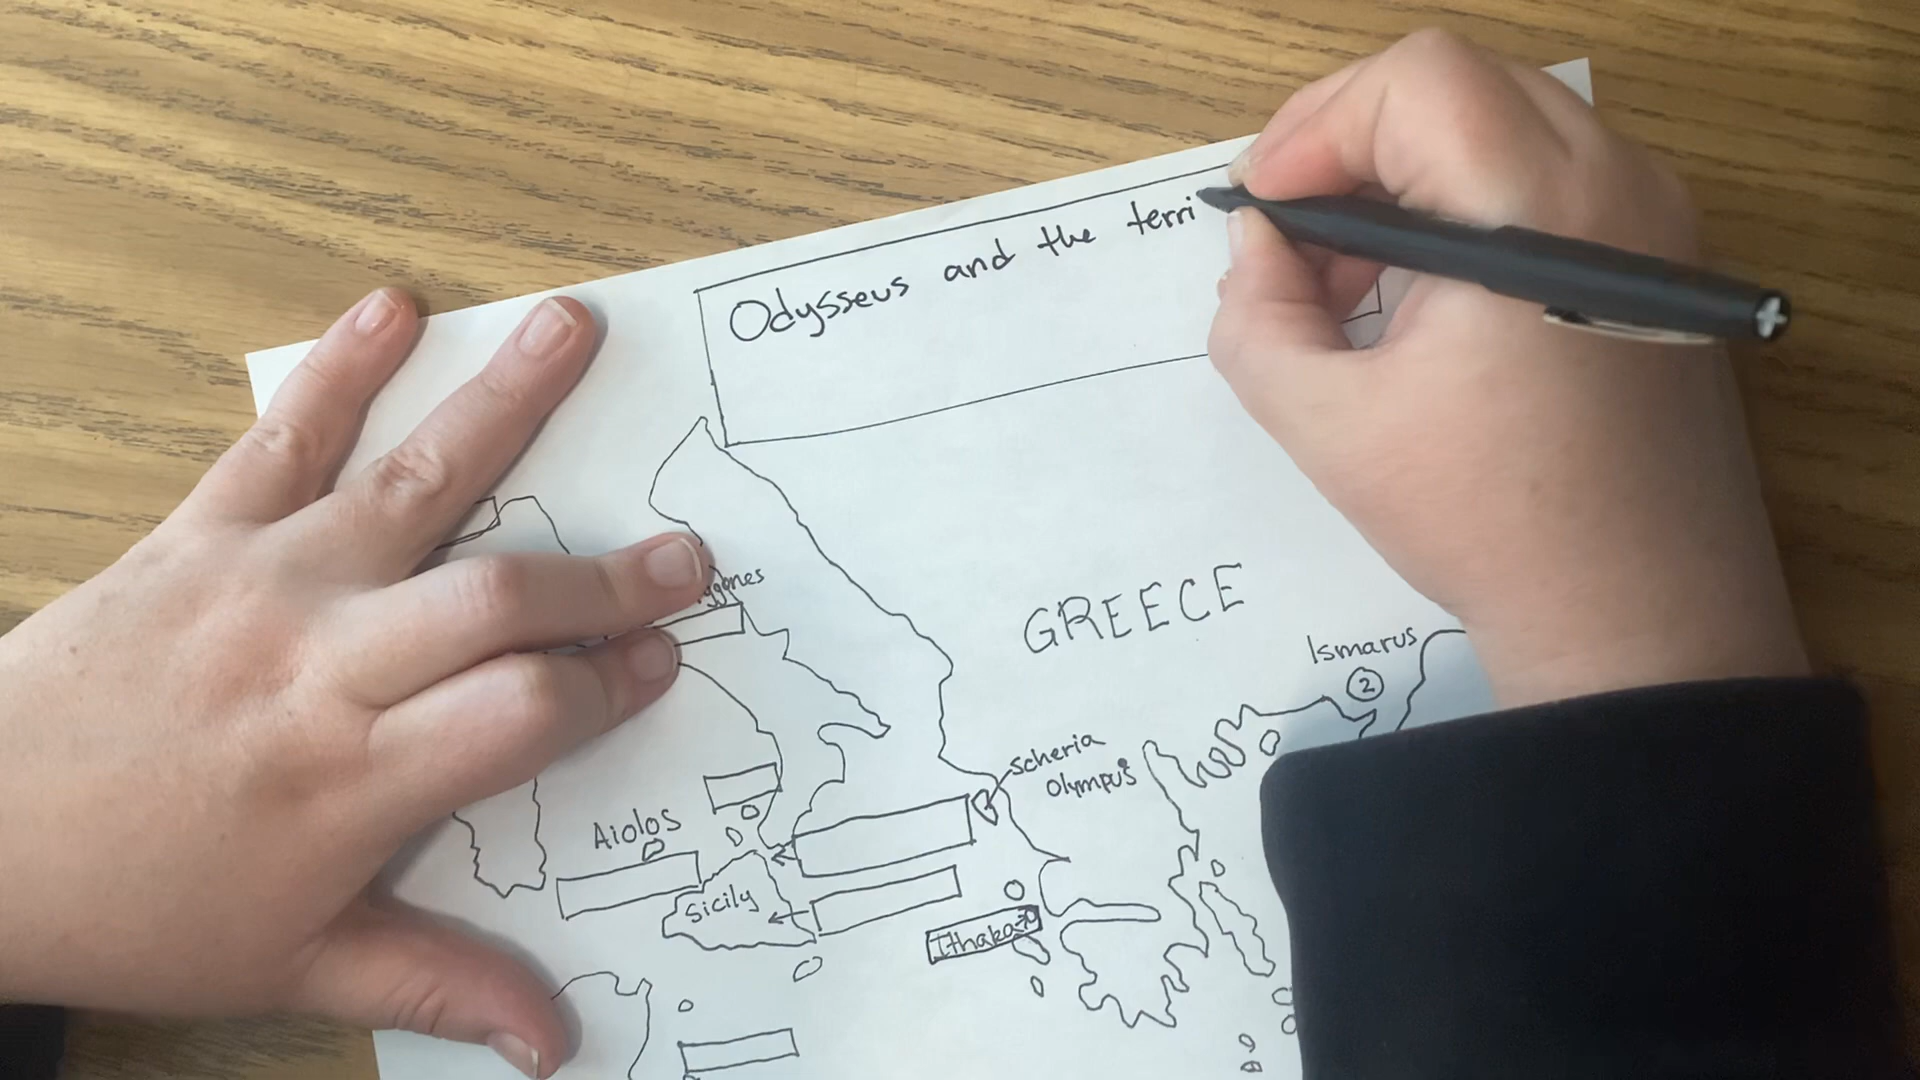 Odysseus and the terri
GREECE
Ismarus
2
Scheria
Olympus
Aiolos
Sicily
Ithaka